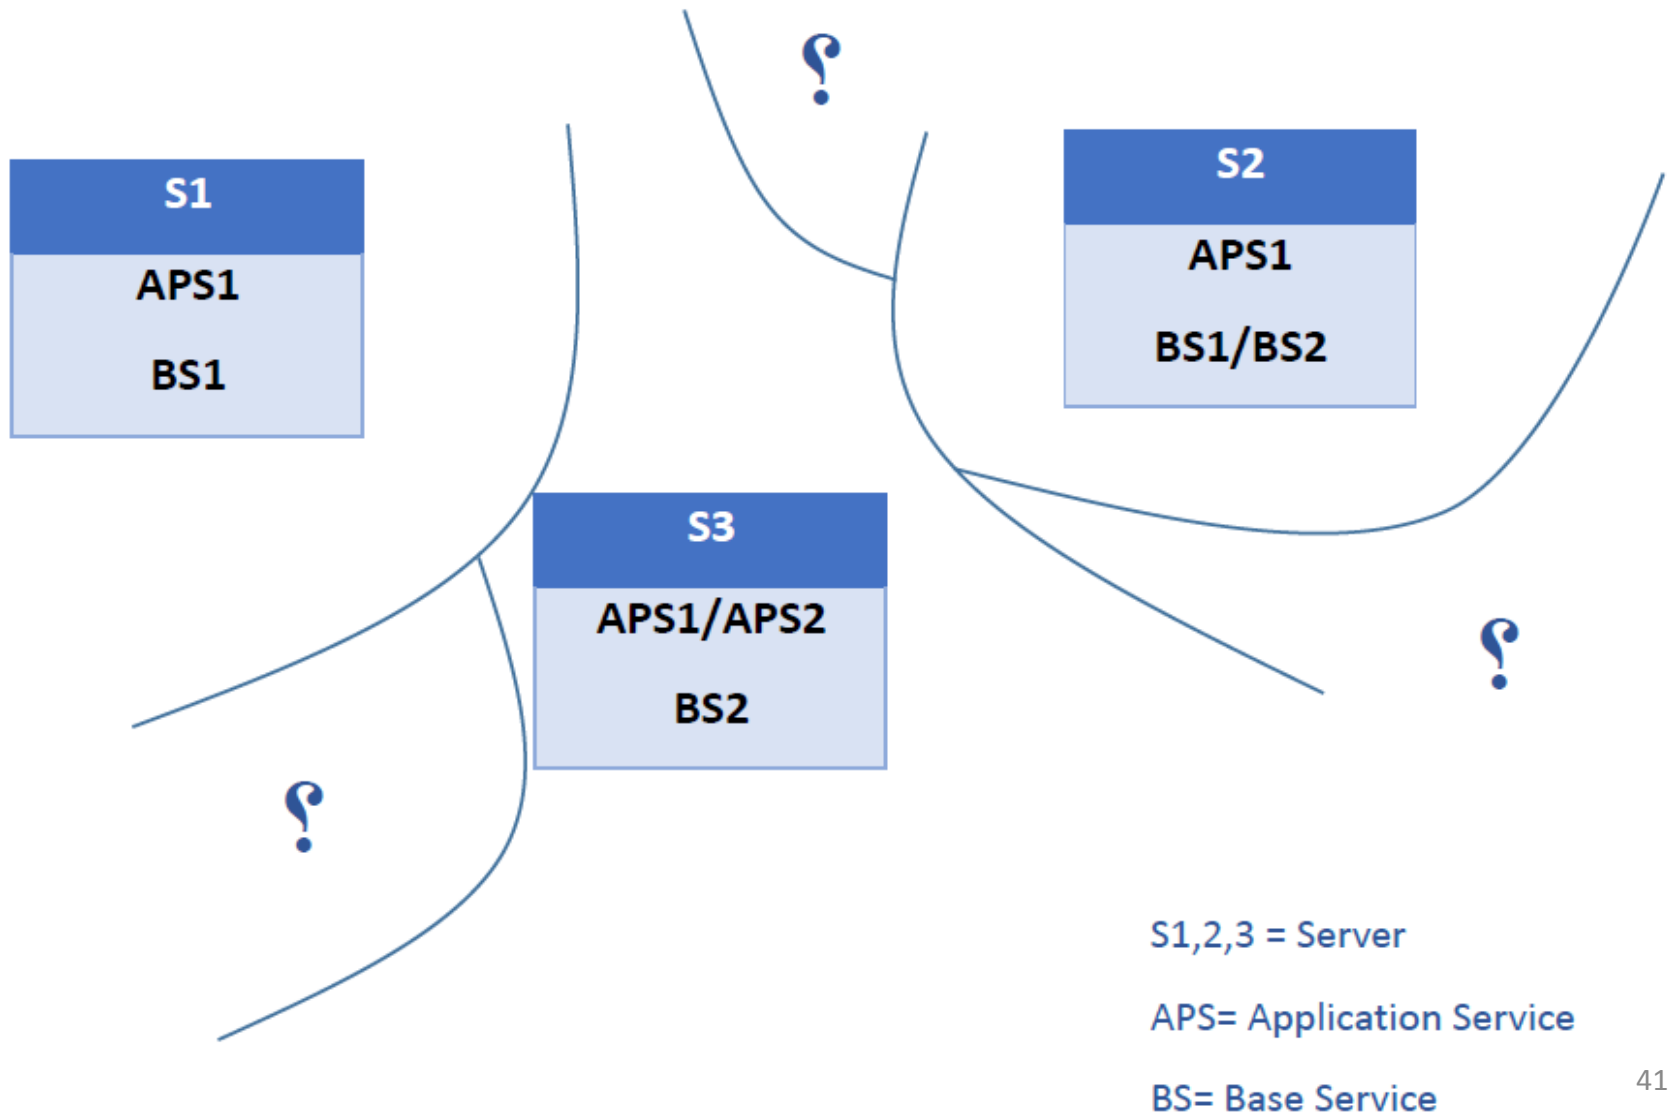 ؟
S1
APS1
BS1
S2
APS1
BS1/BS2
S3
APS1/APS2
BS2
؟
؟
S1,2,3 = Server
APS= Application Service
BS= Base Service
41